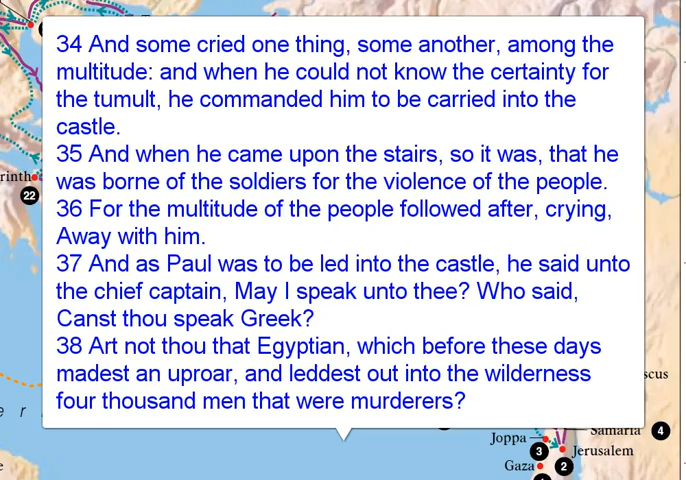 34 And some cried one thing, some another, among the
multitude: and when he could not know the certainty for
the tumult, he commanded him to be carried into the
castle.
35 And when he came upon the stairs, so it was, that he
was borne of the soldiers for the violence of the people.
36 For the multitude of the people followed after, crying,
Away with him.
37 And as Paul was to be led into the castle, he said unto
the chief captain, May I speak unto thee? Who said,
Canst thou speak Greek?
38 Art not thou that Egyptian, which before these days
madest an uproar, and leddest out into the wilderness
four thousand men that were murderers?
rinth
22
scus
e r
Samaria 4
Joppa
3 Jerusalem
Gaza 2